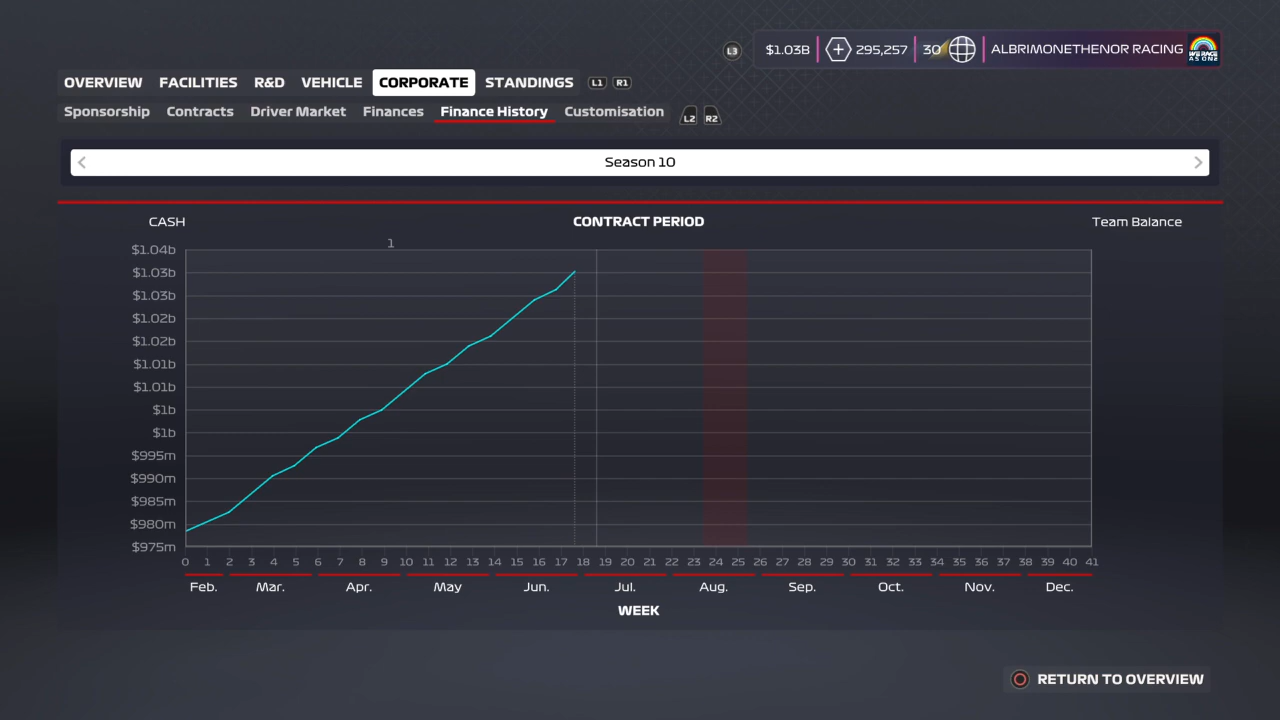 L3 $1.03B 295,257 30 ALBRIMONETHENOR RACING WE RACE AS ONE
OVERVIEW FACILITIES R&D VEHICLE CORPORATE STANDINGS L1 R1
Sponsorship Contracts Driver Market Finances Finance History Customisation L2 R2
Season 10
CASH CONTRACT PERIOD Team Balance
1
$1.04b
$1.03b
$1.03b
$1.02b
$1.02b
$1.01b
$1.01b
$1b
$1b
$995m
$990m
$985m
$980m
$975m
0 1 2 3 4 5 6 7 8 9 10 11 12 13 14 15 16 17 18 19 20 21 22 23 24 25 26 27 28 29 30 31 32 33 34 35 36 37 38 39 40 41
Feb. Mar. Apr. May Jun. Jul. Aug. Sep. Oct. Nov. Dec.
WEEK
RETURN TO OVERVIEW